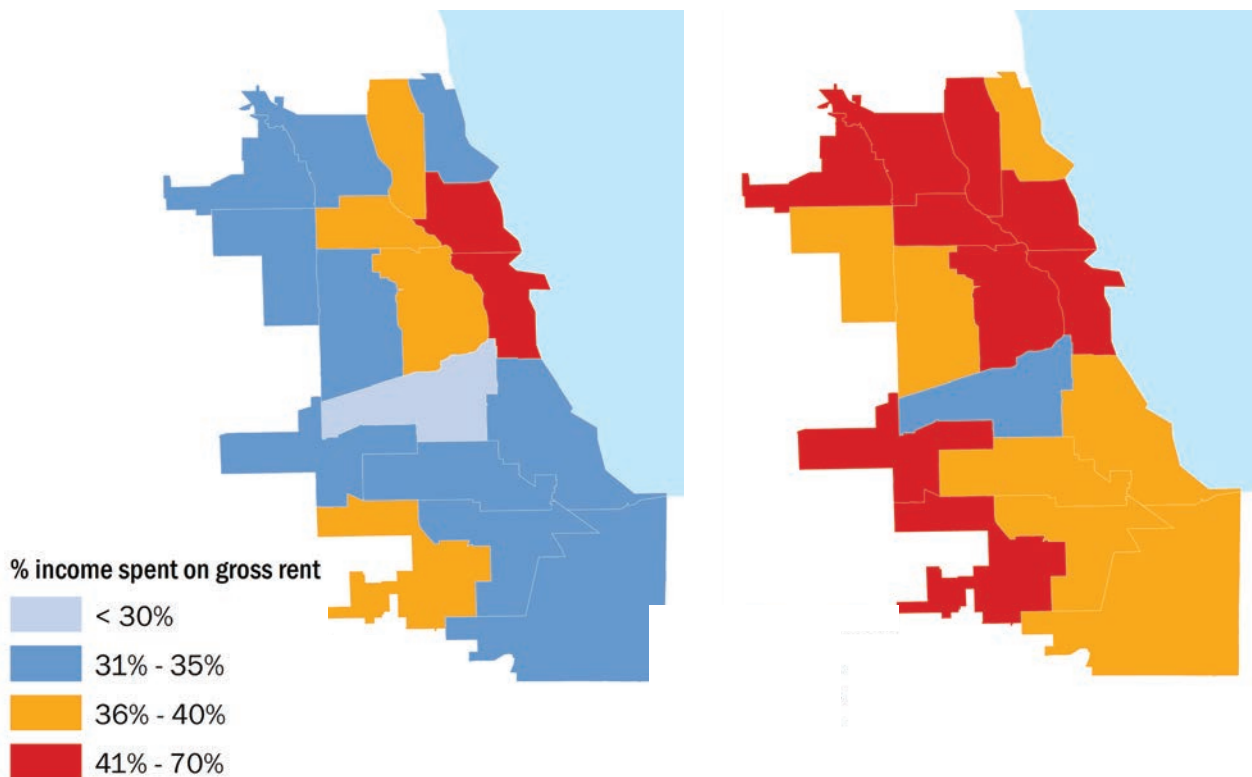 % income spent on gross rent
< 30%
31% - 35%
36% - 40%
41% - 70%